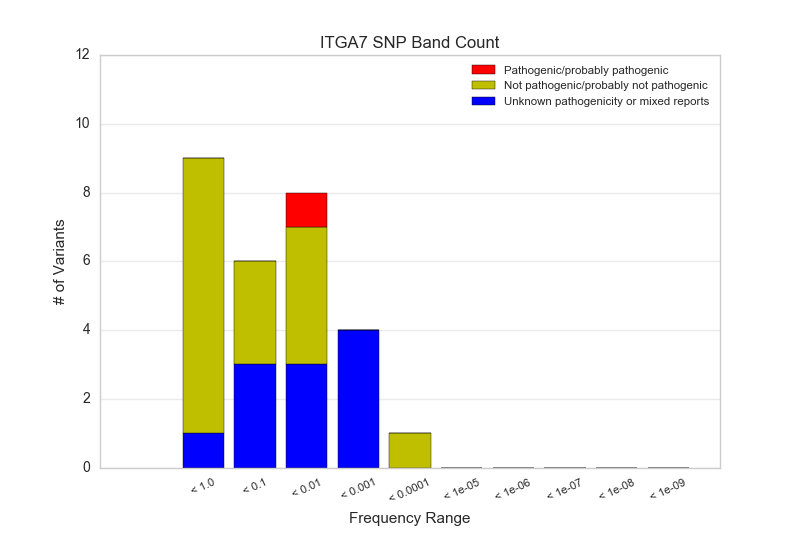 ITGA7 SNP Band Count
12
10
8
6
4
2
0
# of Variants
Pathogenic/probably pathogenic
Not pathogenic/probably not pathogenic
Unknown pathogenicity or mixed reports
< 1.0
< 0.1
< 0.01
< 0.001
< 0.0001
< 1e-05
< 1e-06
< 1e-07
< 1e-08
< 1e-09
Frequency Range